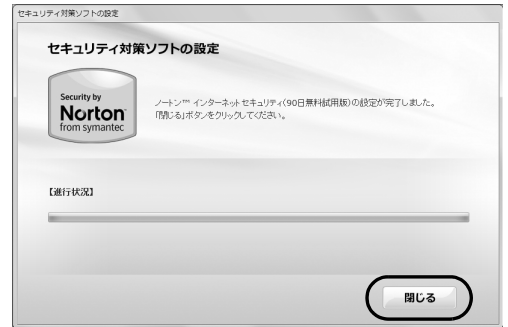 セキュリティ対策ソフトの設定
セキュリティ対策ソフトの設定
Security by
Norton
from symantec
ノートン™ インターネットセキュリティ(90日無料試用版)の設定が完了しました。
「閉じる」ボタンをクリックしてください。
【進行状況】
閉じる